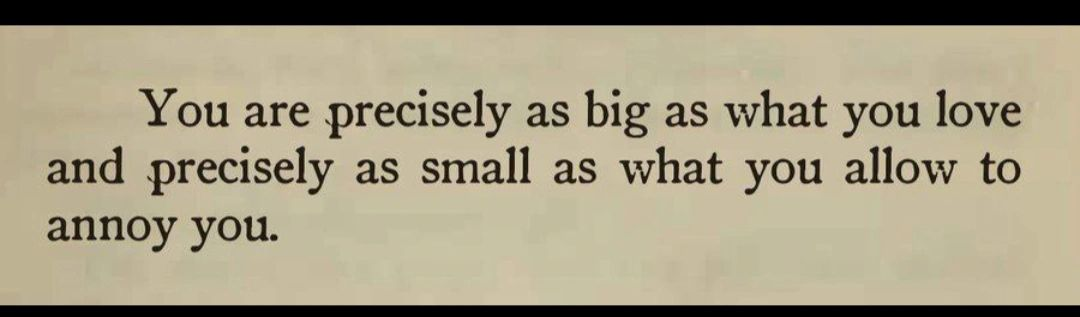 You are precisely as big as what you love
and precisely as small as what you allow to
annoy you.